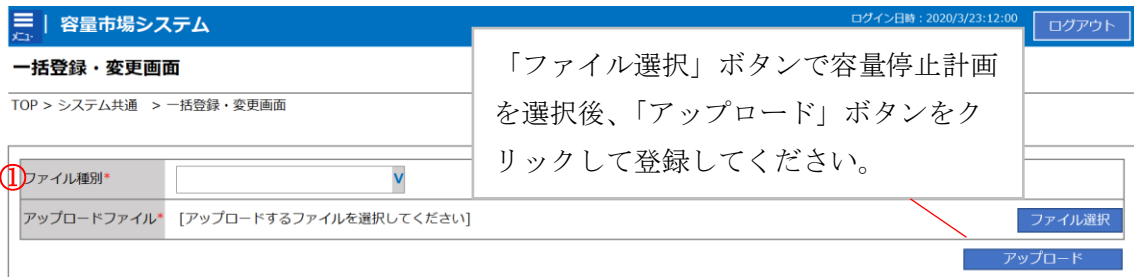 メニュー | 容量市場システム
ログイン日時：2020/3/23:12:00
ログアウト
一括登録・変更画面
TOP > システム共通 > 一括登録・変更画面
「ファイル選択」ボタンで容量停止計画
を選択後、「アップロード」ボタンをク
リックして登録してください。
①
ファイル種別*
V
アップロードファイル* [アップロードするファイルを選択してください]
ファイル選択
アップロード